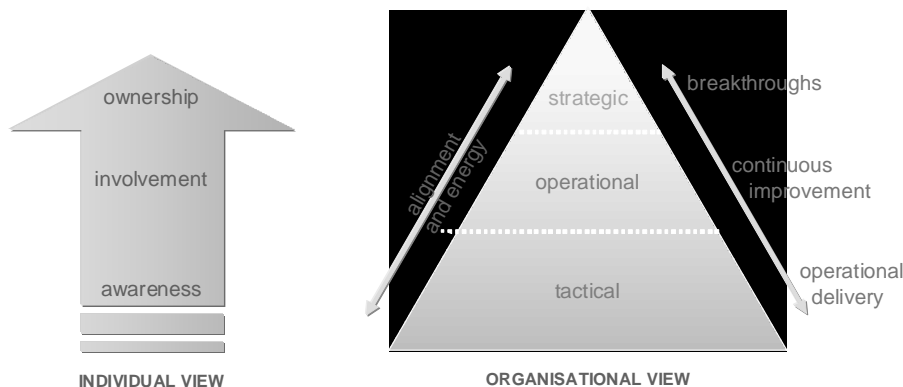 ownership
involvement
awareness
INDIVIDUAL VIEW
alignment
and energy
strategic
operational
tactical
breakthroughs
continuous
improvement
operational
delivery
ORGANISATIONAL VIEW